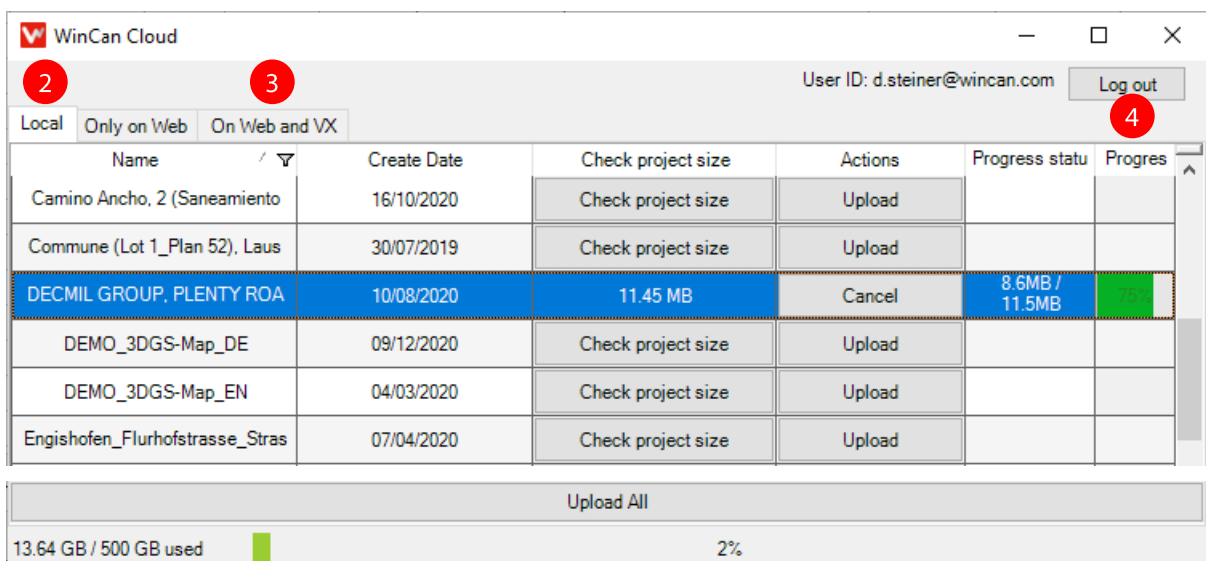 WinCan Cloud
User ID: d.steiner@wincan.com Log out
2 3 4
Local Only on Web On Web and VX
Name Create Date Check project size Actions Progress statu Progres
Camino Ancho, 2 (Saneamiento 16/10/2020 Check project size Upload
Commune (Lot 1_Plan 52), Laus 30/07/2019 Check project size Upload
DECMIL GROUP, PLENTY ROA 10/08/2020 11.45 MB Cancel 8.6MB / 11.5MB 75%
DEMO_3DGS-Map_DE 09/12/2020 Check project size Upload
DEMO_3DGS-Map_EN 04/03/2020 Check project size Upload
Engishofen_Flurhofstrasse_Stras 07/04/2020 Check project size Upload
Upload All
13.64 GB / 500 GB used 2%